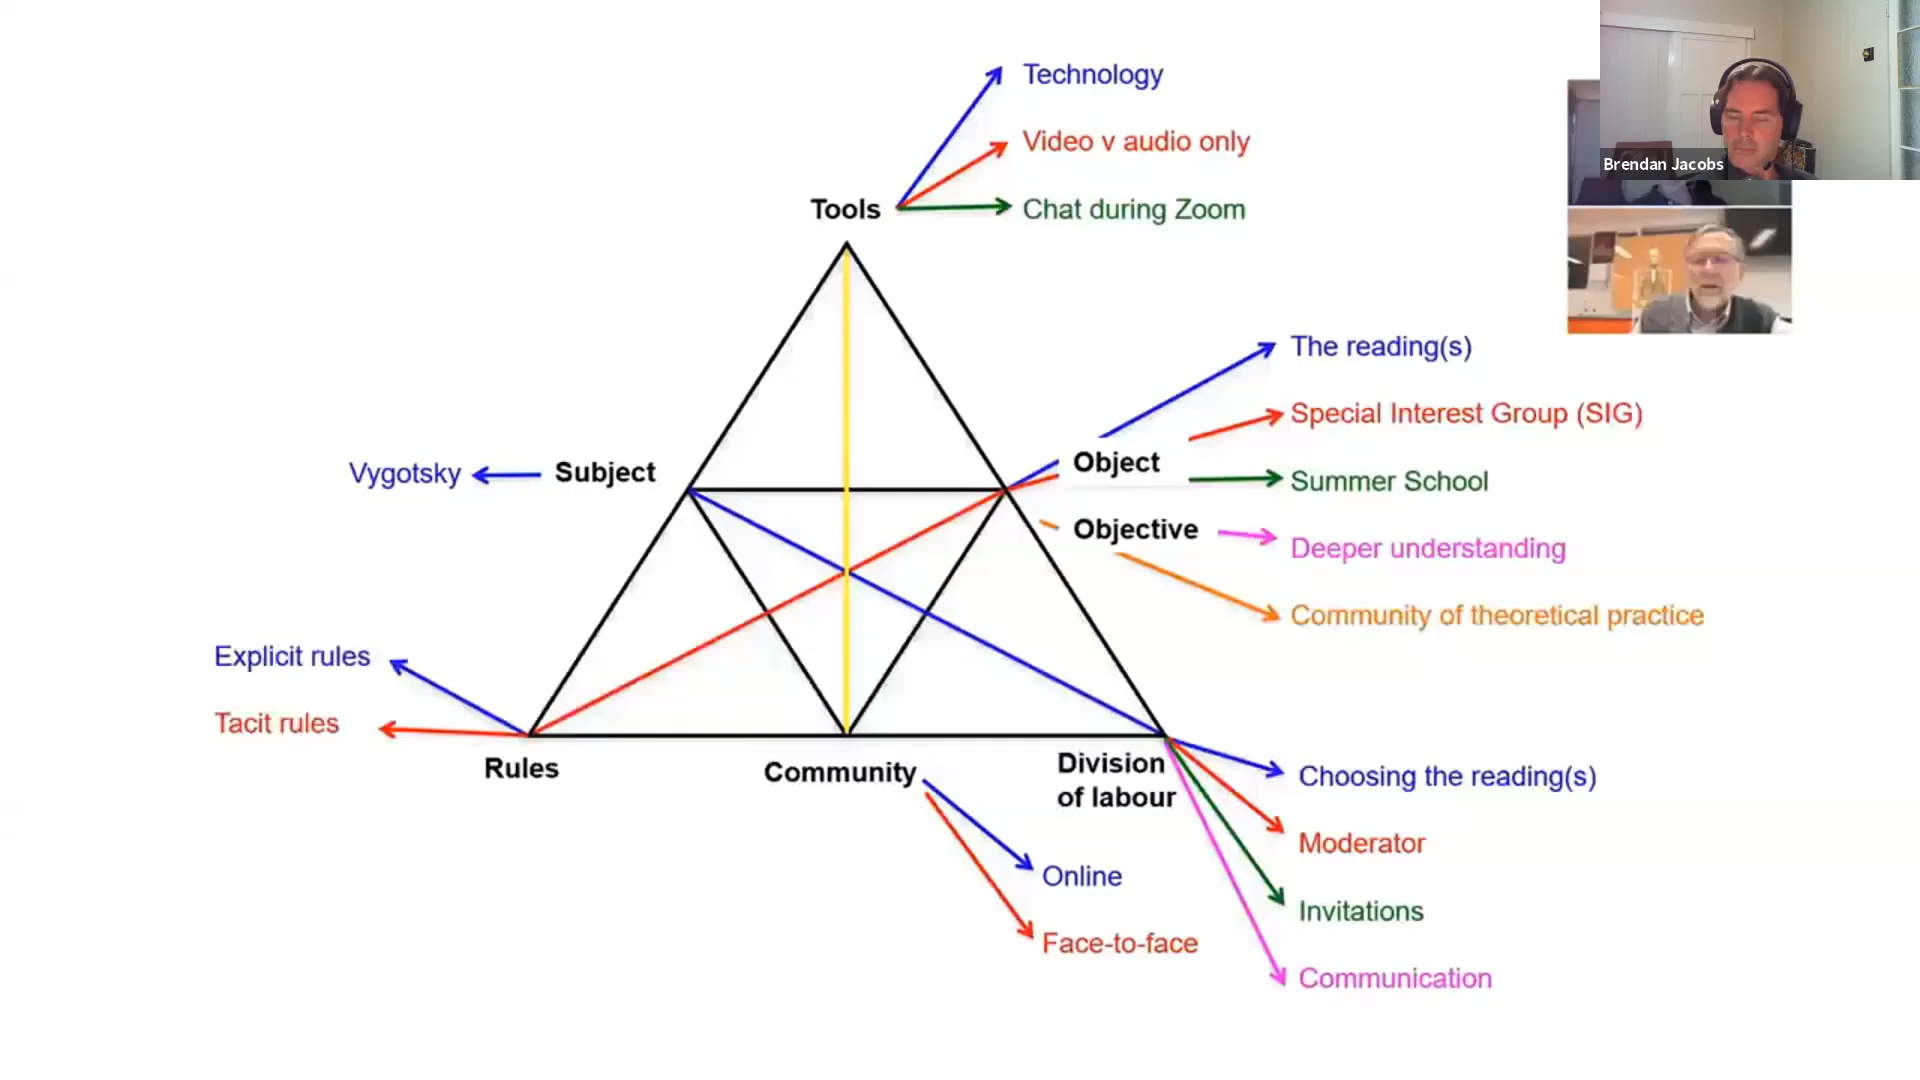 Technology
Video v audio only
Tools
Chat during Zoom
Brendan Jacobs
The reading(s)
Special Interest Group (SIG)
Vygotsky
Subject
Object
Summer School
Objective
Deeper understanding
Community of theoretical practice
Explicit rules
Tacit rules
Rules
Community
Division
of labour
Choosing the reading(s)
Moderator
Online
Invitations
Face-to-face
Communication